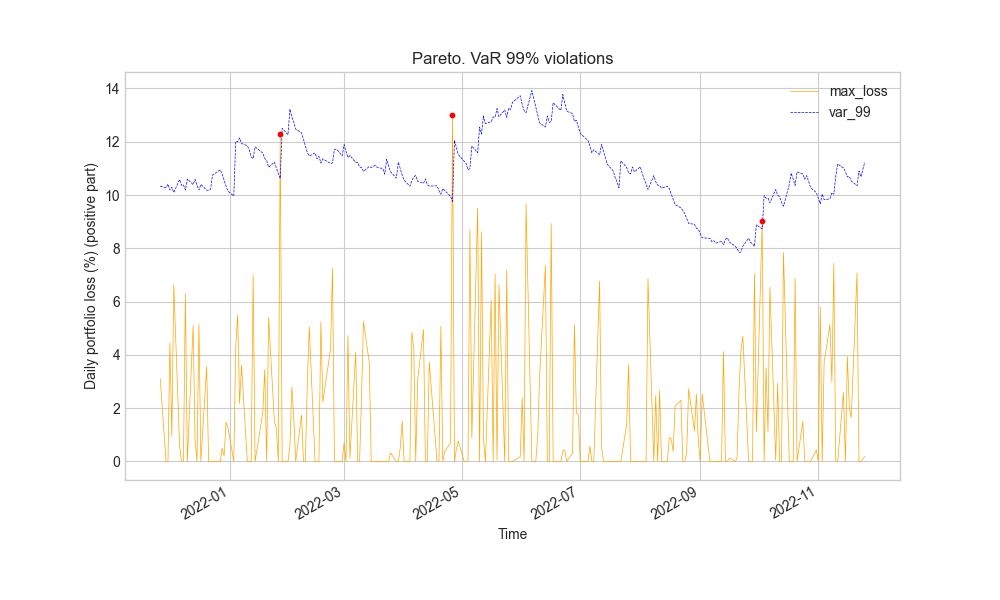 Pareto. VaR 99% violations
max_loss
var_99
Daily portfolio loss (%) (positive part)
14
12
10
8
6
4
2
0
2022-01
2022-03
2022-05
2022-07
2022-09
2022-11
Time